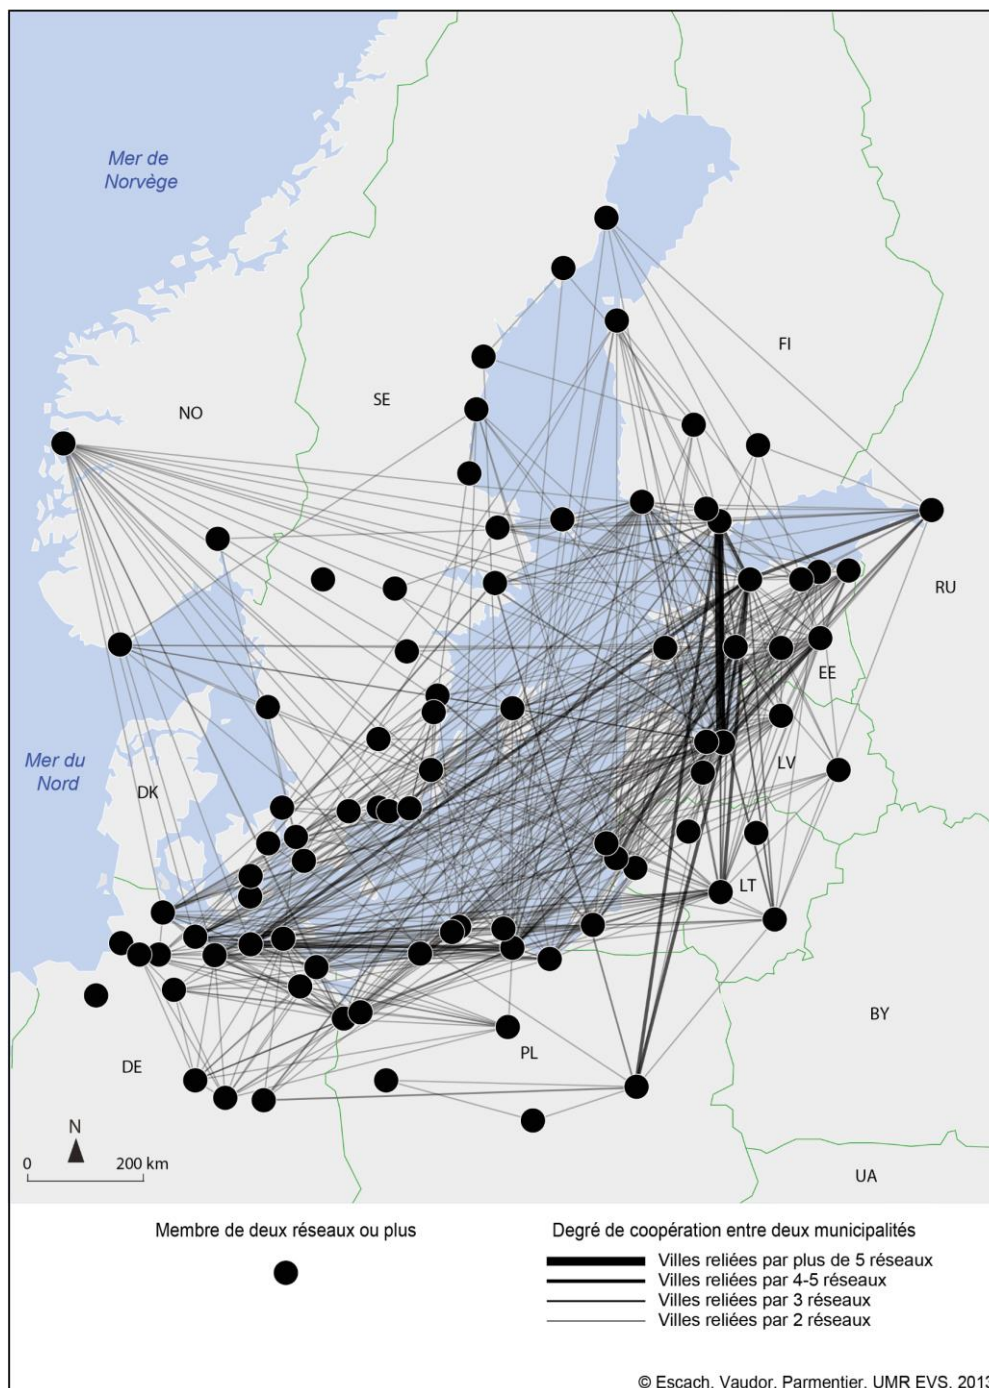 Mer de
Norvège
FI
SE
NO
RU
EE
Mer du
Nord
DK
LV
LT
BY
PL
DE
N
0 200 km
UA
Membre de deux réseaux ou plus
Degré de coopération entre deux municipalités
Villes reliées par plus de 5 réseaux
Villes reliées par 4-5 réseaux
Villes reliées par 3 réseaux
Villes reliées par 2 réseaux
© Escach, Vaudor, Parmentier, UMR EVS, 2013